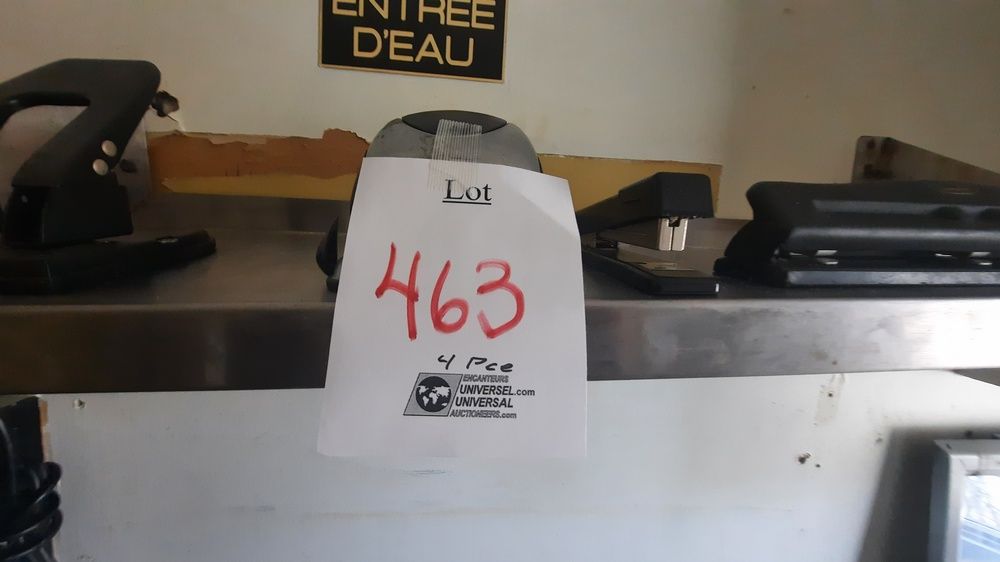 ENTRÉE
D'EAU
Lot
463
4 Pce
ENCANTEURS
UNIVERSEL.com
UNIVERSAL
AUCTIONEERS.com